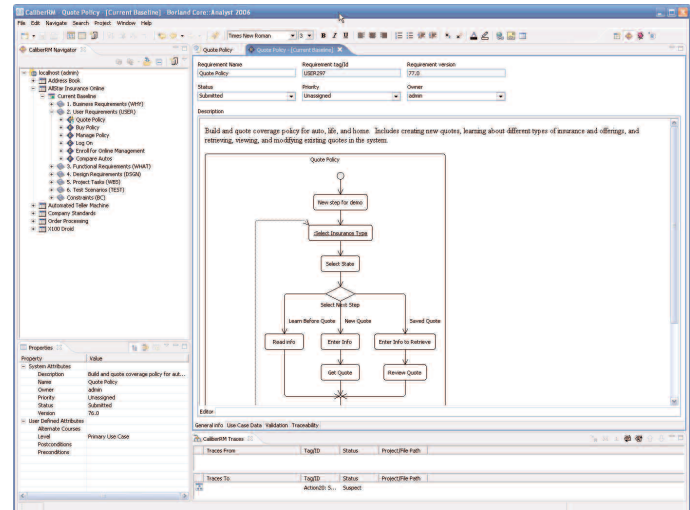 CaliberRM Quote Policy [Current Baseline] Borland Core::Analyst 2006
File Edit Navigate Search Project Window Help
Times New Roman 3 B I U
CaliberRM Navigator
localhost (admin)
Address Book
AllStar Insurance Online
Current Baseline
1. Business Requirements (WHY)
2. User Requirements (USER)
Quote Policy
Buy Policy
Manage Policy
Log On
Enroll for Online Management
Compare Autos
3. Functional Requirements (WHAT)
4. Design Requirements (DSGN)
5. Project Tasks (WBS)
6. Test Scenarios (TEST)
Constraints (BC)
Automated Teller Machine
Company Standards
Order Processing
X100 Droid
Properties
Property Value
System Attributes
Description Build and quote coverage policy for aut...
Name Quote Policy
Owner admin
Priority Unassigned
Status Submitted
Version 76.0
User Defined Attributes
Alternate Courses
Level Primary Use Case
Postconditions
Preconditions
Quote Policy Quote Policy - [Current Baseline]
Requirement Name Requirement tag/id Requirement version
Quote Policy USER297 77.0
Status Priority Owner
Submitted Unassigned admin
Description
Build and quote coverage policy for auto, life, and home. Includes creating new quotes, learning about different types of insurance and offerings, and
retrieving, viewing, and modifying existing quotes in the system.
Quote Policy
New step for demo
:Select Insurance Type
Select State
Select Next Step
Learn Before Quote New Quote Saved Quote
Read info Enter Info Enter Info to Retrieve
Get Quote Review Quote
Editor
General info Use Case Data Validation Traceability
CaliberRM Traces
Traces From Tag/ID Status Project/File Path
Traces To Tag/ID Status Project/File Path
Action20: S... Suspect